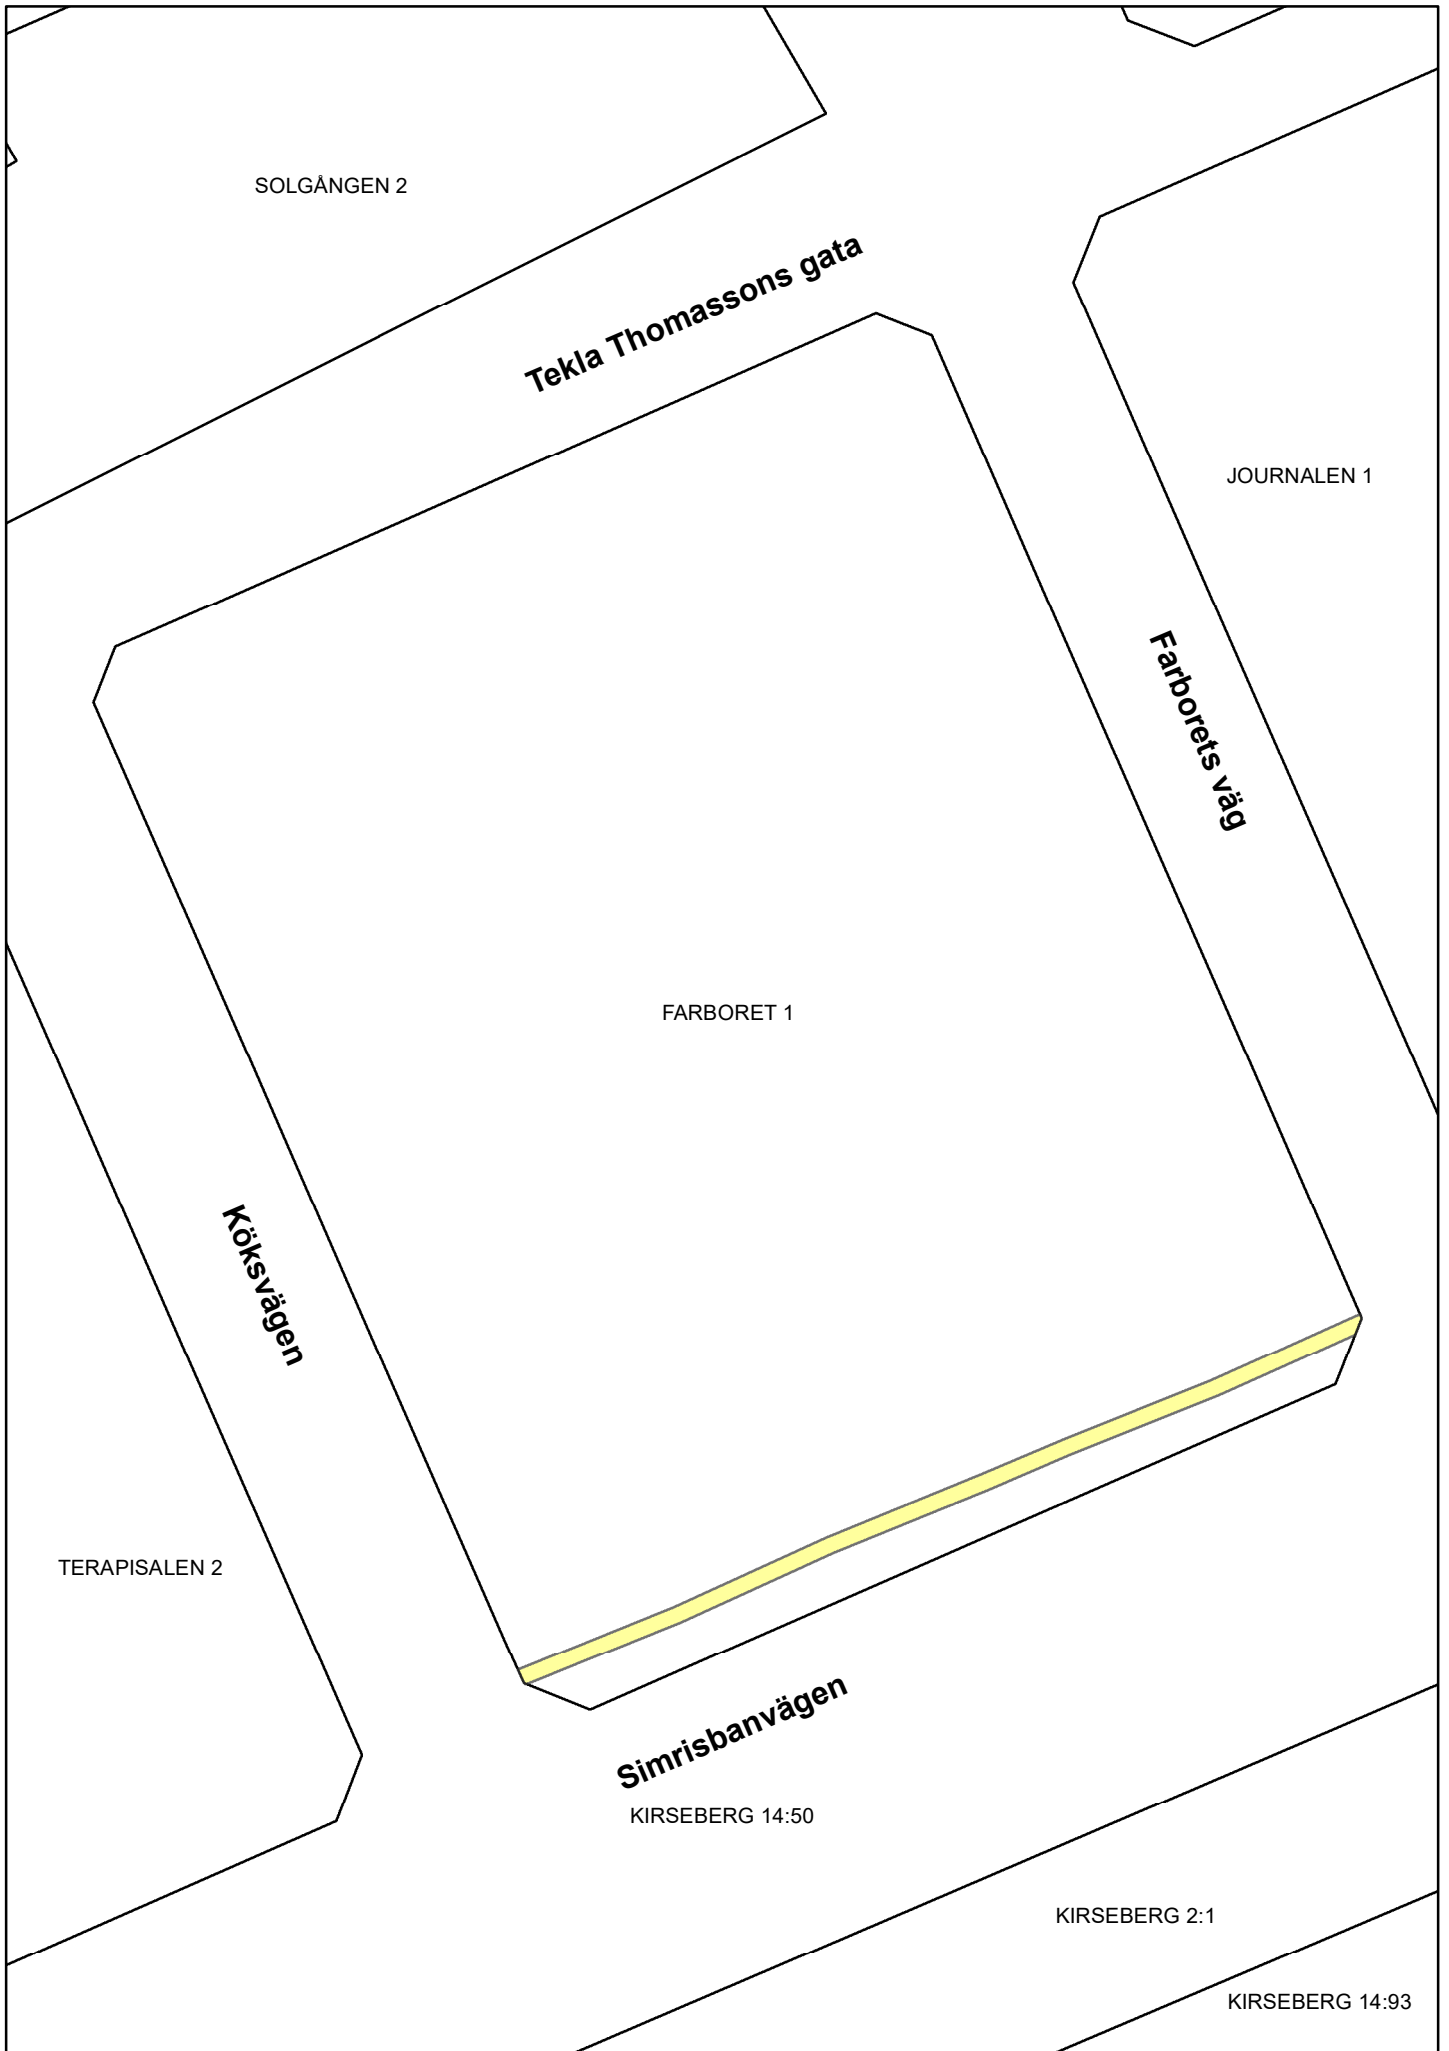 SOLGÅNGEN 2
Tekla Thomassons gata
JOURNALEN 1
Farborets väg
FARBORET 1
Köksvägen
TERAPISALEN 2
Simrisbanvägen
KIRSEBERG 14:50
KIRSEBERG 2:1
KIRSEBERG 14:93